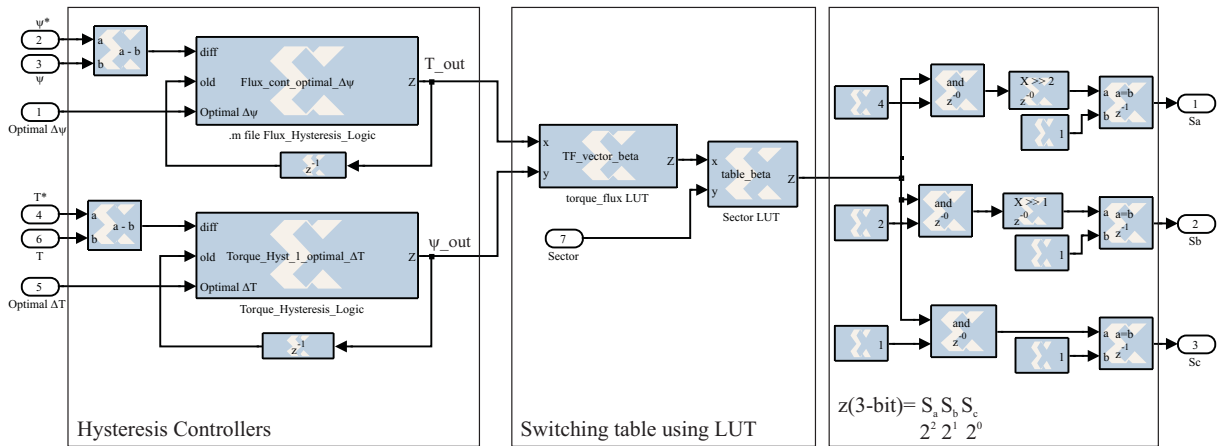 ψ*
2
3
ψ
1
Optimal Δψ
a
b
a - b
diff
old
Optimal Δψ
Flux_cont_optimal_Δψ
Z
.m file Flux_Hysteresis_Logic
z-1
T_out
T*
4
6
T
5
Optimal ΔT
a
b
a - b
diff
old
Optimal ΔT
Torque_Hyst_1_optimal_ΔT
Z
Torque_Hysteresis_Logic
z-1
ψ_out
Hysteresis Controllers
x
y
TF_vector_beta
Z
torque_flux LUT
7
Sector
x
y
table_beta
Z
Sector LUT
Switching table using LUT
4
and
z-0
X >> 2
z-0
1
a
b
a=b
z-1
1
Sa
2
and
z-0
X >> 1
z-0
1
a
b
a=b
z-1
2
Sb
1
and
z-0
1
a
b
a=b
z-1
3
Sc
z(3-bit)= Sa Sb Sc
2² 2¹ 2⁰